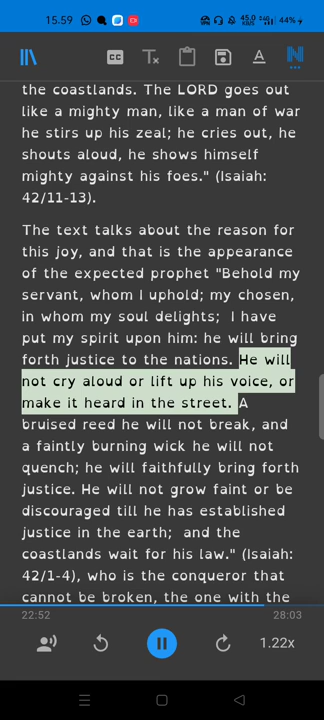 15.59
45.0
KB/S
44%
CC
the coastlands. The LORD goes out
like a mighty man, like a man of war
he stirs up his zeal; he cries out, he
shouts aloud, he shows himself
mighty against his foes." (Isaiah:
42/11-13).
The text talks about the reason for
this joy, and that is the appearance
of the expected prophet "Behold my
servant, whom I uphold; my chosen,
in whom my soul delights;  I have
put my spirit upon him: he will bring
forth justice to the nations. He will
not cry aloud or lift up his voice, or
make it heard in the street. A
bruised reed he will not break, and
a faintly burning wick he will not
quench; he will faithfully bring forth
justice. He will not grow faint or be
discouraged till he has established
justice in the earth;  and the
coastlands wait for his law." (Isaiah:
42/1-4), who is the conqueror that
cannot be broken, the one with the
22:52
28:03
1.22x